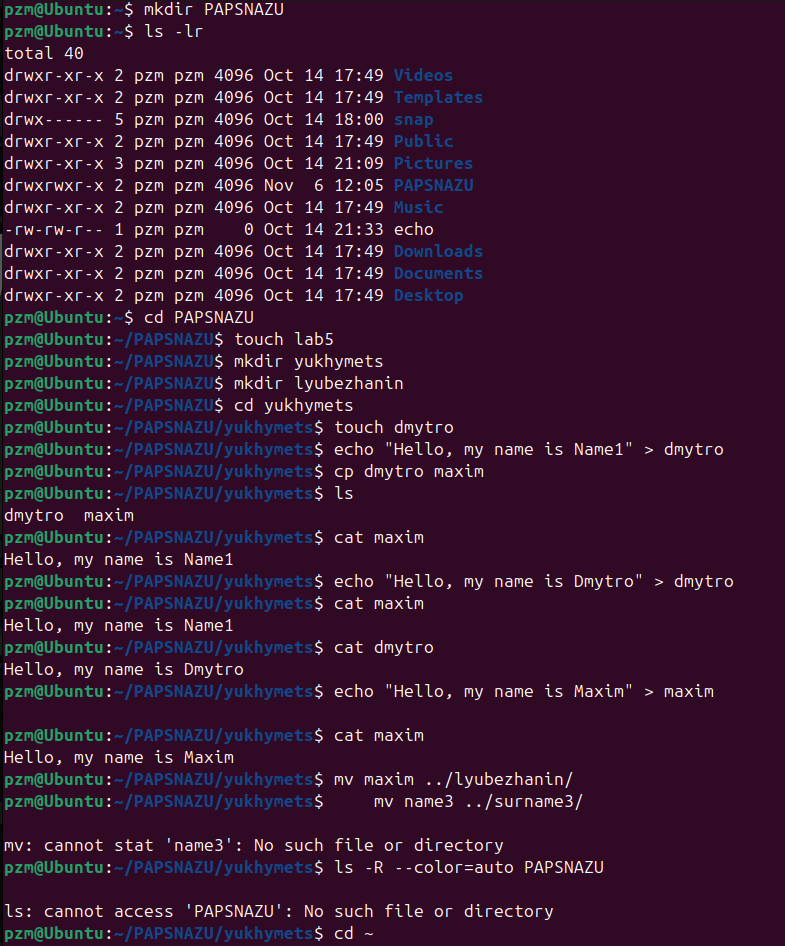 pzm@Ubuntu:~$ mkdir PAPSNAZU
pzm@Ubuntu:~$ ls -lr
total 40
drwxr-xr-x 2 pzm pzm 4096 Oct 14 17:49 Videos
drwxr-xr-x 2 pzm pzm 4096 Oct 14 17:49 Templates
drwx------ 5 pzm pzm 4096 Oct 14 18:00 snap
drwxr-xr-x 2 pzm pzm 4096 Oct 14 17:49 Public
drwxr-xr-x 3 pzm pzm 4096 Oct 14 21:09 Pictures
drwxrwxr-x 2 pzm pzm 4096 Nov  6 12:05 PAPSNAZU
drwxr-xr-x 2 pzm pzm 4096 Oct 14 17:49 Music
-rw-rw-r-- 1 pzm pzm    0 Oct 14 21:33 echo
drwxr-xr-x 2 pzm pzm 4096 Oct 14 17:49 Downloads
drwxr-xr-x 2 pzm pzm 4096 Oct 14 17:49 Documents
drwxr-xr-x 2 pzm pzm 4096 Oct 14 17:49 Desktop
pzm@Ubuntu:~$ cd PAPSNAZU
pzm@Ubuntu:~/PAPSNAZU$ touch lab5
pzm@Ubuntu:~/PAPSNAZU$ mkdir yukhymets
pzm@Ubuntu:~/PAPSNAZU$ mkdir lyubezhanin
pzm@Ubuntu:~/PAPSNAZU$ cd yukhymets
pzm@Ubuntu:~/PAPSNAZU/yukhymets$ touch dmytro
pzm@Ubuntu:~/PAPSNAZU/yukhymets$ echo "Hello, my name is Name1" > dmytro
pzm@Ubuntu:~/PAPSNAZU/yukhymets$ cp dmytro maxim
pzm@Ubuntu:~/PAPSNAZU/yukhymets$ ls
dmytro  maxim
pzm@Ubuntu:~/PAPSNAZU/yukhymets$ cat maxim
Hello, my name is Name1
pzm@Ubuntu:~/PAPSNAZU/yukhymets$ echo "Hello, my name is Dmytro" > dmytro
pzm@Ubuntu:~/PAPSNAZU/yukhymets$ cat maxim
Hello, my name is Name1
pzm@Ubuntu:~/PAPSNAZU/yukhymets$ cat dmytro
Hello, my name is Dmytro
pzm@Ubuntu:~/PAPSNAZU/yukhymets$ echo "Hello, my name is Maxim" > maxim
pzm@Ubuntu:~/PAPSNAZU/yukhymets$ cat maxim
Hello, my name is Maxim
pzm@Ubuntu:~/PAPSNAZU/yukhymets$ mv maxim ../lyubezhanin/
pzm@Ubuntu:~/PAPSNAZU/yukhymets$     mv name3 ../surname3/
mv: cannot stat 'name3': No such file or directory
pzm@Ubuntu:~/PAPSNAZU/yukhymets$ ls -R --color=auto PAPSNAZU
ls: cannot access 'PAPSNAZU': No such file or directory
pzm@Ubuntu:~/PAPSNAZU/yukhymets$ cd ~